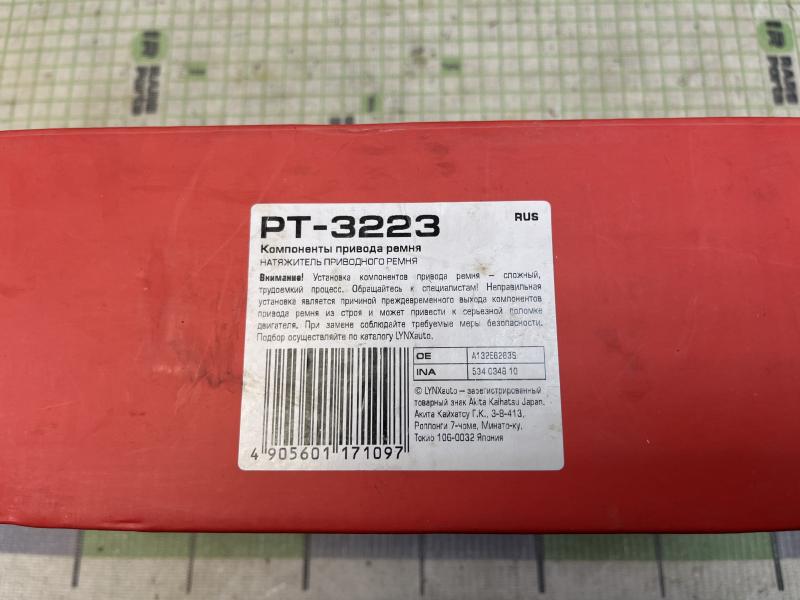 PT-3223
RUS
Компоненты привода ремня
НАТЯЖИТЕЛЬ ПРИВОДНОГО РЕМНЯ
Внимание! Установка компонентов привода ремня – сложный,
трудоемкий процесс. Обращайтесь к специалистам! Неправильная
установка является причиной преждевременного выхода компонентов
привода ремня из строя и может привести к серьезной поломке
двигателя. При замене соблюдайте требуемые меры безопасности.
Подбор осуществляйте по каталогу LYNXauto.
OE
INA 534 0346 10
© LYNXauto – зарегистрированный
товарный знак Akita Kaihatsu Japan.
Акита Кайхатсу Г.К., 3-8-413,
Роппонги 7-чоме, Минато-ку,
Токио 106-0032 Япония
4 905601 171097